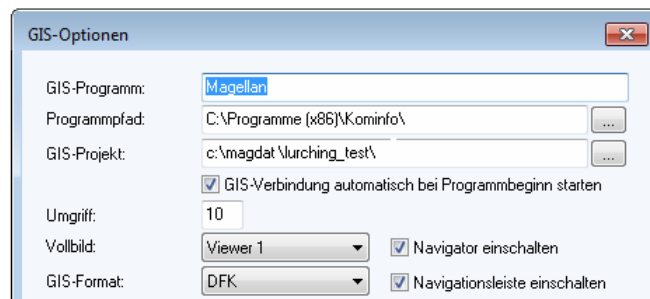 GIS-Optionen
GIS-Programm: Magellan
Programmpfad: C:\Programme (x86)\Kominfo\ ...
GIS-Projekt: c:\magdat\lurching_test\ ...
GIS-Verbindung automatisch bei Programmbeginn starten
Umgriff: 10
Vollbild: Viewer 1 Navigator einschalten
GIS-Format: DFK Navigationsleiste einschalten